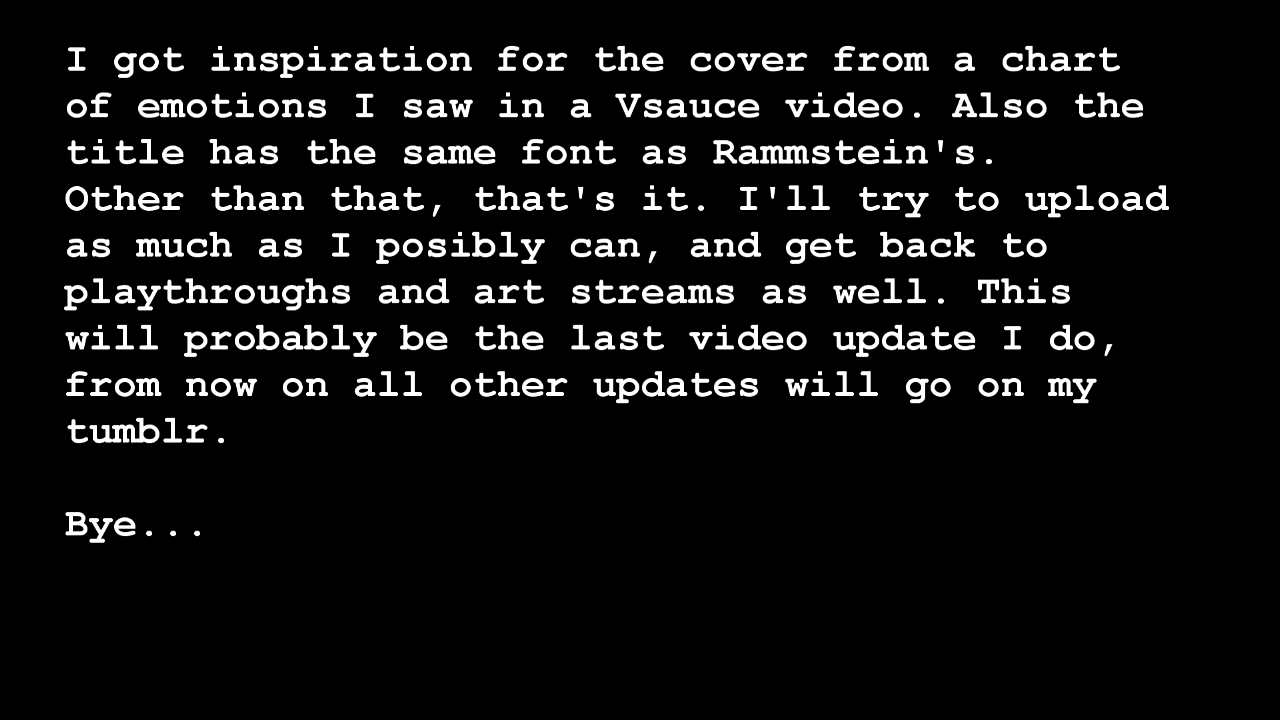 I got inspiration for the cover from a chart
of emotions I saw in a Vsauce video. Also the
title has the same font as Rammstein's.
Other than that, that's it. I'll try to upload
as much as I posibly can, and get back to
playthroughs and art streams as well. This
will probably be the last video update I do,
from now on all other updates will go on my
tumblr.
Bye...